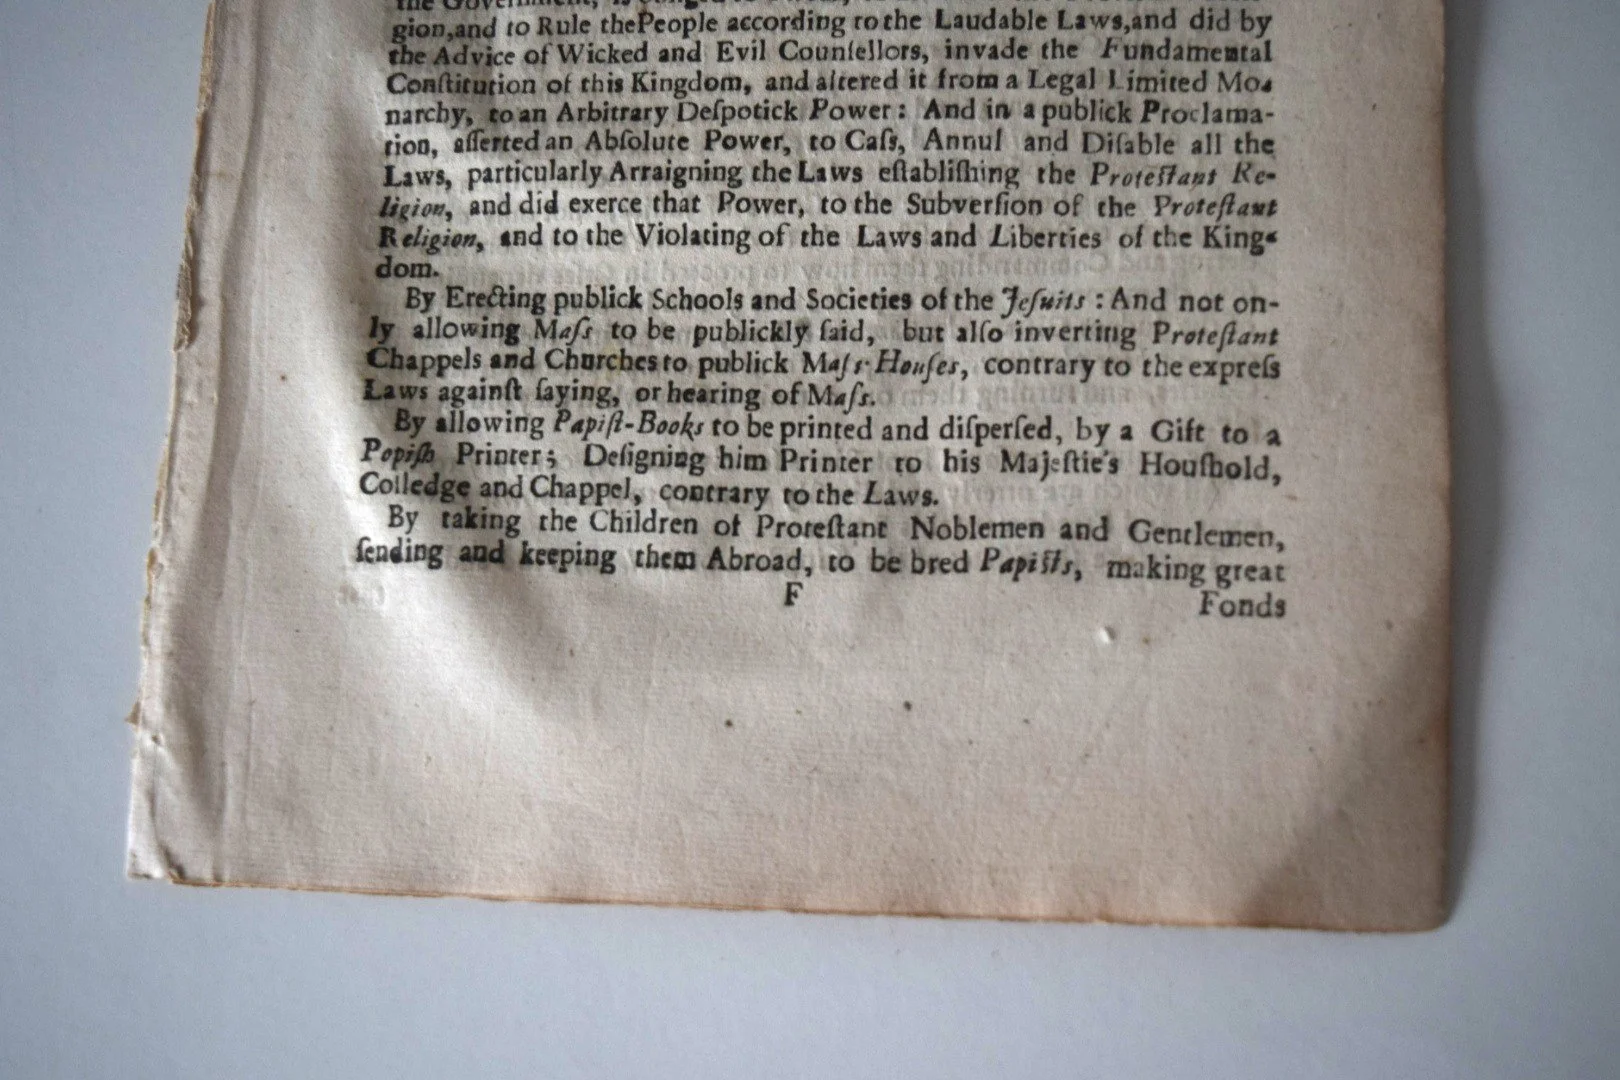 gion,and to Rule thePeople according to the Laudable Laws,and did by
the Advice of Wicked and Evil Counſellors, invade the Fundamental
Conſtitution of this Kingdom, and altered it from a Legal Limited Mo-
narchy, to an Arbitrary Deſpotick Power: And in a publick Proclama-
tion, aſſerted an Abſolute Power, to Caſs, Annul and Diſable all the
Laws, particularly Arraigning the Laws eſtabliſhing the Proteſtant Re-
ligion, and did exerce that Power, to the Subverſion of the Proteſtant
Religion, and to the Violating of the Laws and Liberties of the King-
dom.
By Erecting publick Schools and Societies of the Jeſuits : And not on-
ly allowing Maſs to be publickly ſaid, but alſo inverting Proteſtant
Chappels and Churches to publick Maſs-Houſes, contrary to the expreſs
Laws againſt ſaying, or hearing of Maſs.
By allowing Papiſt-Books to be printed and diſperſed, by a Gift to a
Popiſh Printer; Deſigning him Printer to his Majeſtie's Houſhold,
Colledge and Chappel, contrary to the Laws.
By taking the Children of Proteſtant Noblemen and Gentlemen,
ſending and keeping them Abroad, to be bred Papiſts, making great
F
Fonds